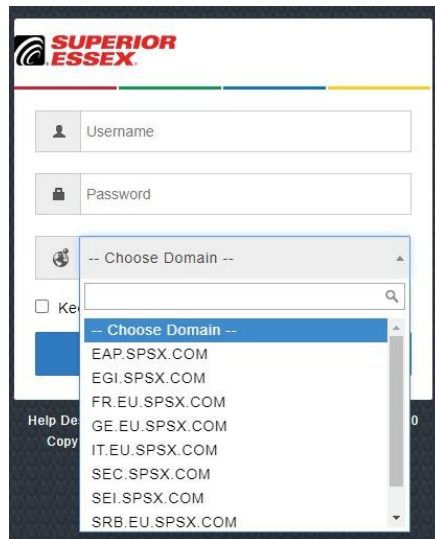 SUPERIOR
ESSEX.
Username
Password
-- Choose Domain --
Ke
-- Choose Domain --
EAP.SPSX.COM
EGI.SPSX.COM
FR.EU.SPSX.COM
Help De 0
GE.EU.SPSX.COM
Copy
IT.EU.SPSX.COM
SEC.SPSX.COM
SEI.SPSX.COM
SRB.EU.SPSX.COM